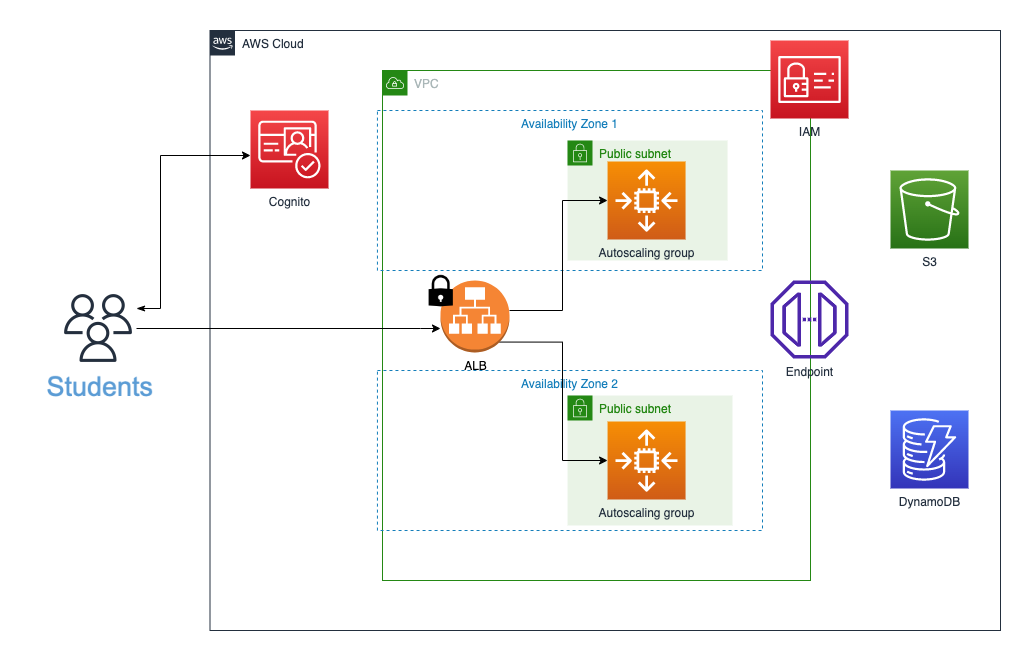 aws
AWS Cloud
VPC
IAM
Availability Zone 1
Public subnet
Autoscaling group
Cognito
S3
Students
ALB
Endpoint
Availability Zone 2
Public subnet
Autoscaling group
DynamoDB